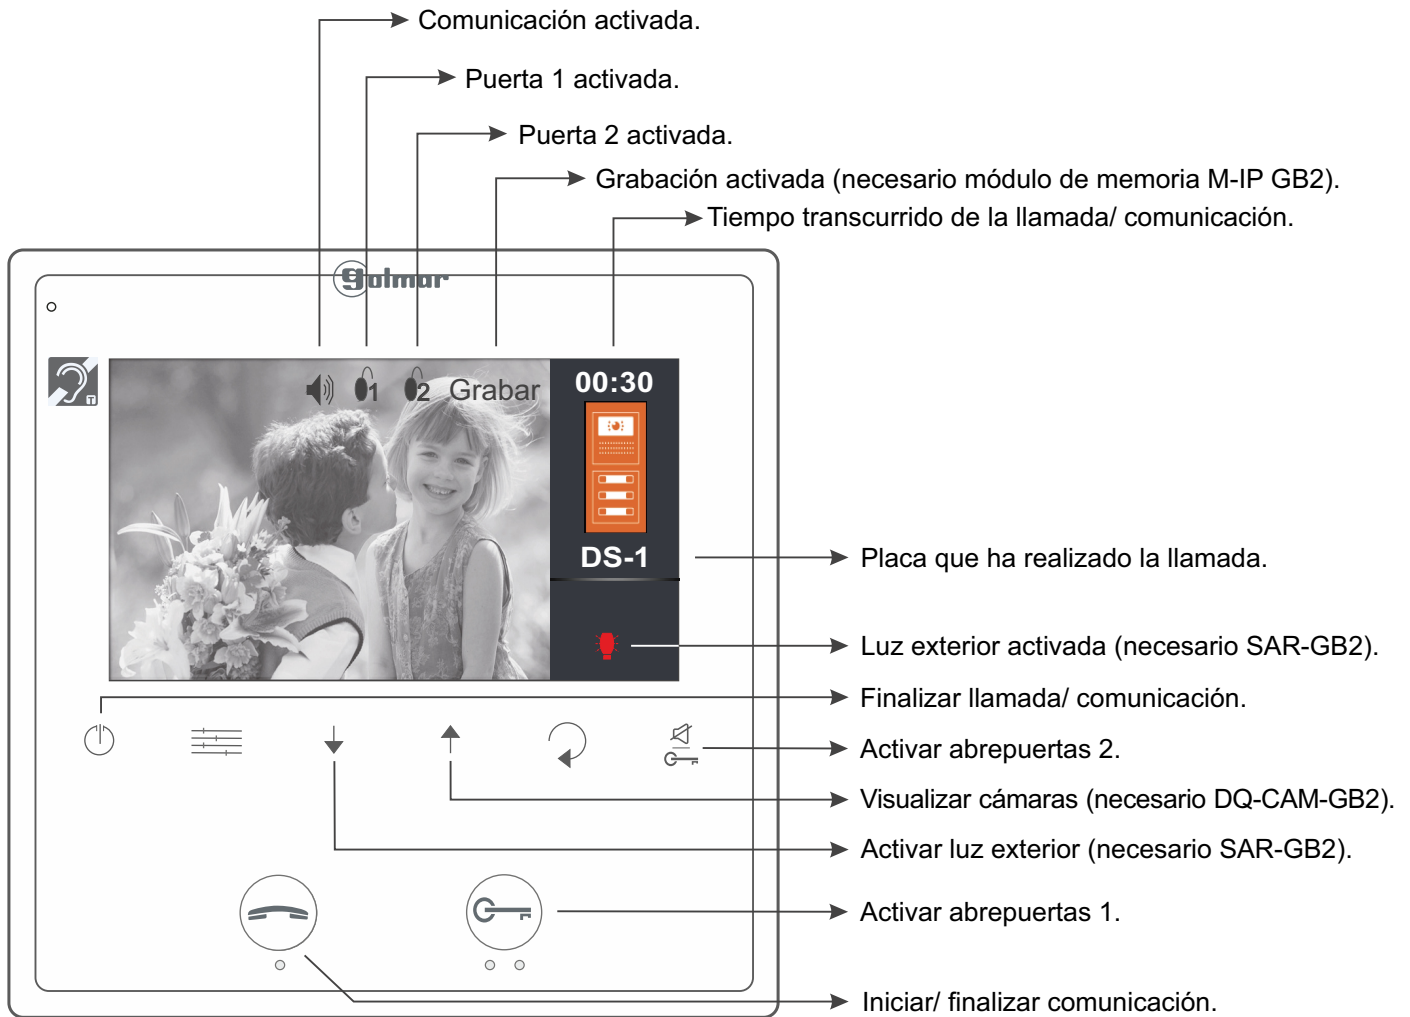 Comunicación activada.
Puerta 1 activada.
Puerta 2 activada.
Grabación activada (necesario módulo de memoria M-IP GB2).
Tiempo transcurrido de la llamada/ comunicación.
golmar
T
1 2 Grabar
00:30
DS-1
Placa que ha realizado la llamada.
Luz exterior activada (necesario SAR-GB2).
Finalizar llamada/ comunicación.
Activar abrepuertas 2.
Visualizar cámaras (necesario DQ-CAM-GB2).
Activar luz exterior (necesario SAR-GB2).
Activar abrepuertas 1.
Iniciar/ finalizar comunicación.